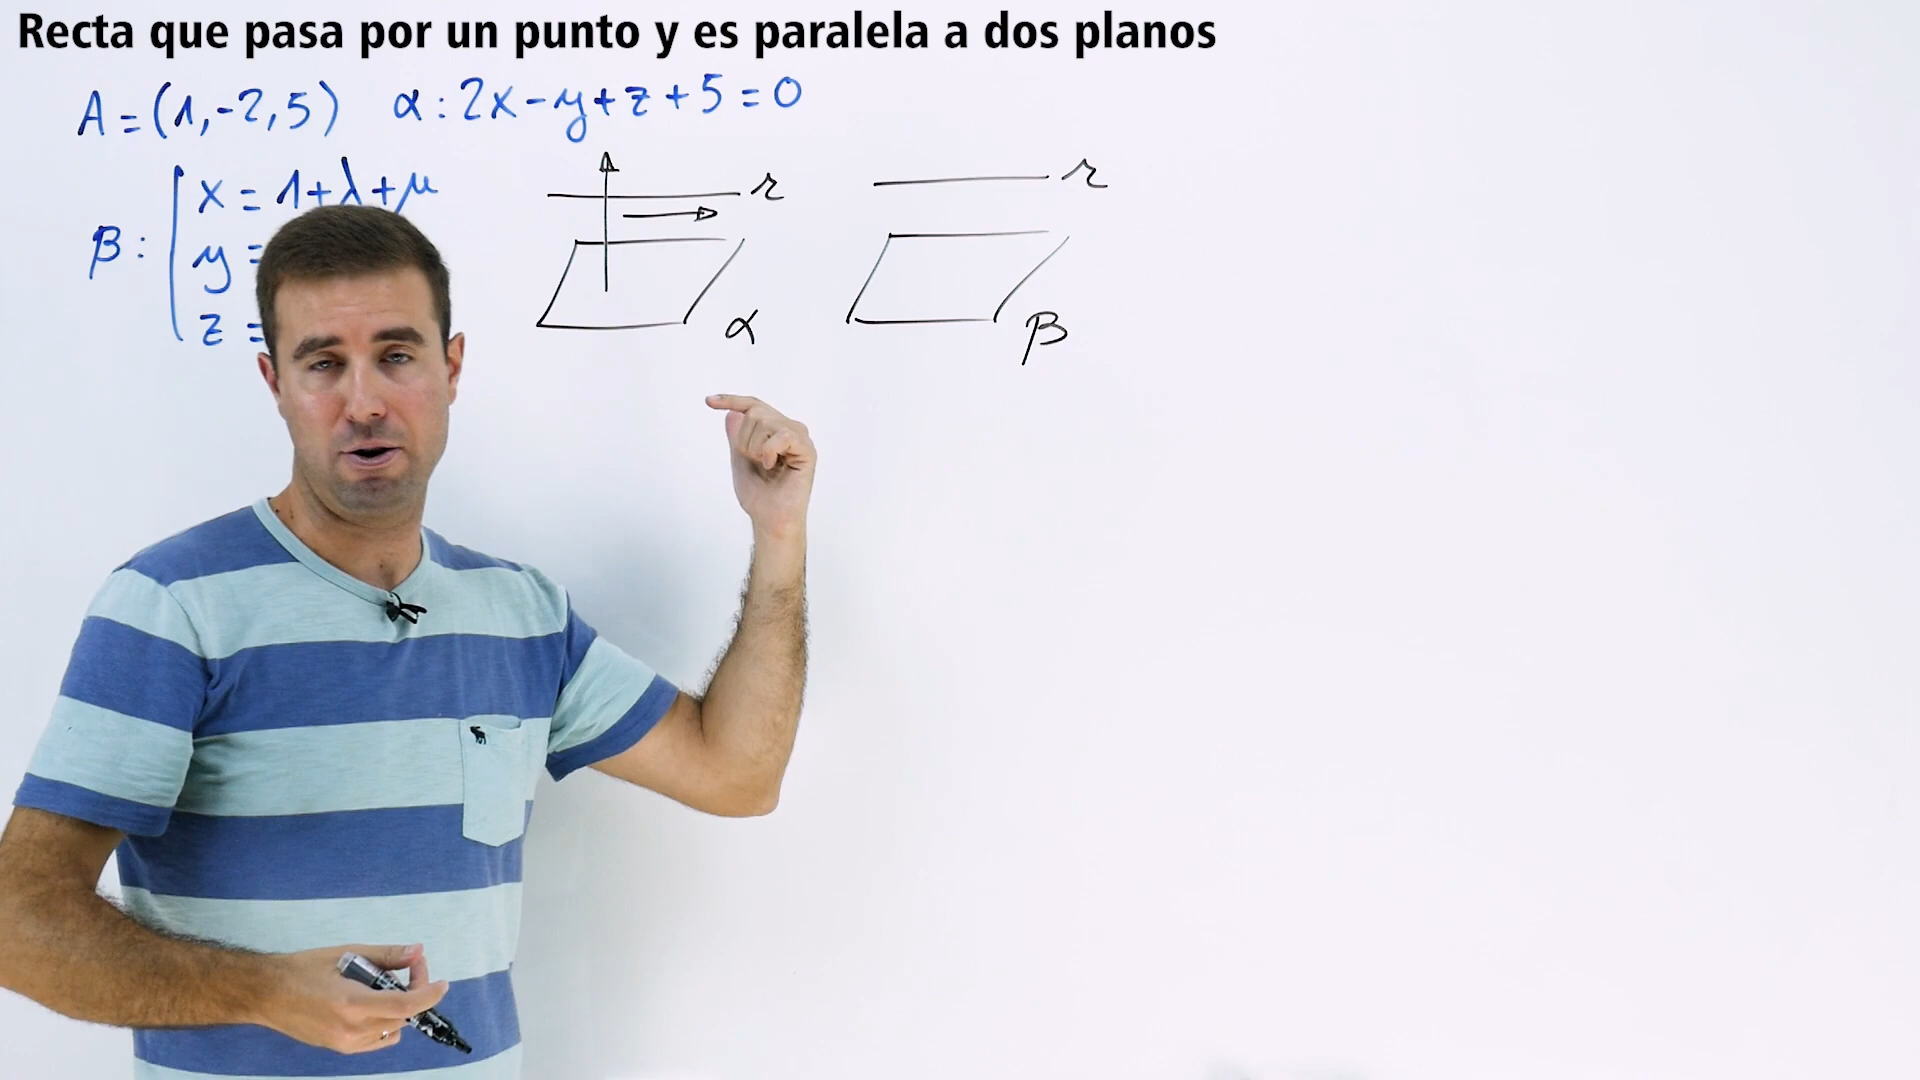 Recta que pasa por un punto y es paralela a dos planos
A = (1, -2, 5) α: 2x - y + z + 5 = 0
β: x = 1 + λ + μ
y =
z =
r
α
r
β